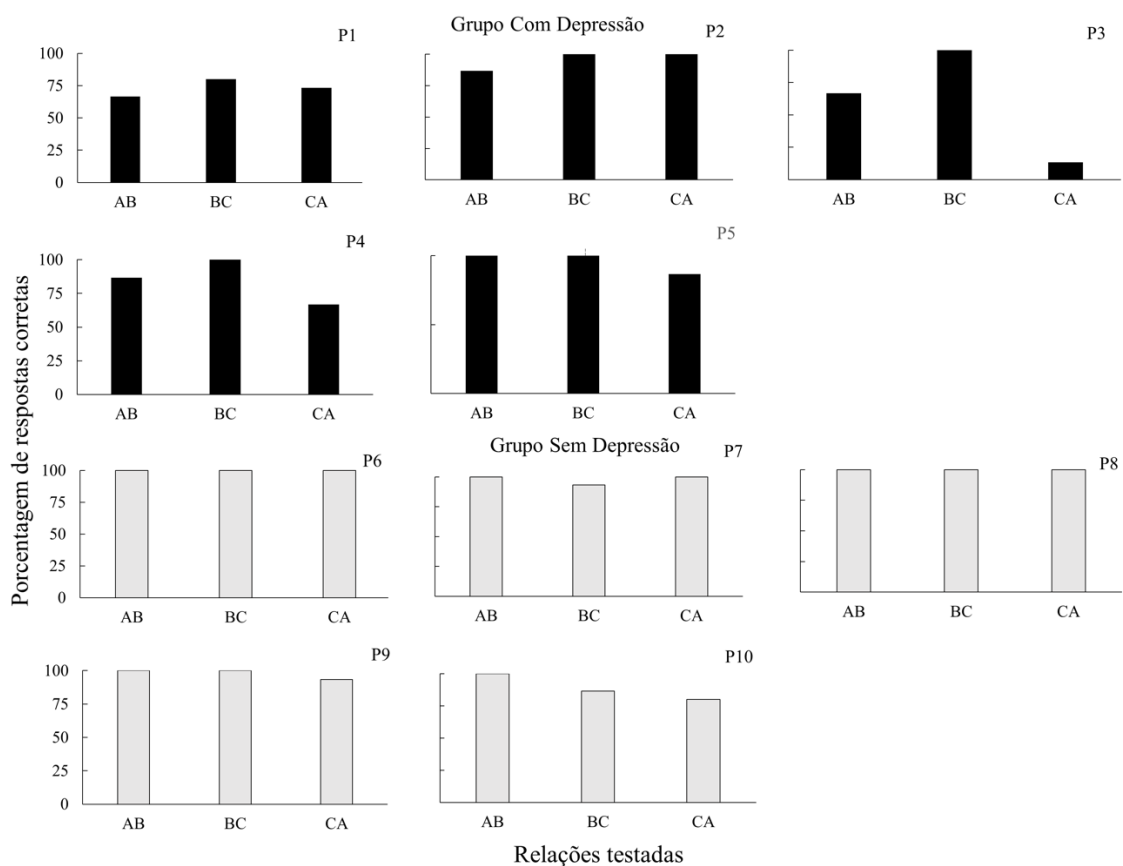 Grupo Com Depressão
P1
P2
P3
100
75
50
25
0
AB BC CA
AB BC CA
AB BC CA
P4
P5
100
75
50
25
0
AB BC CA
AB BC CA
Porcentagem de respostas corretas
Grupo Sem Depressão
P6
P7
P8
100
75
50
25
0
AB BC CA
AB BC CA
AB BC CA
P9
P10
100
75
50
25
0
AB BC CA
AB BC CA
Relações testadas